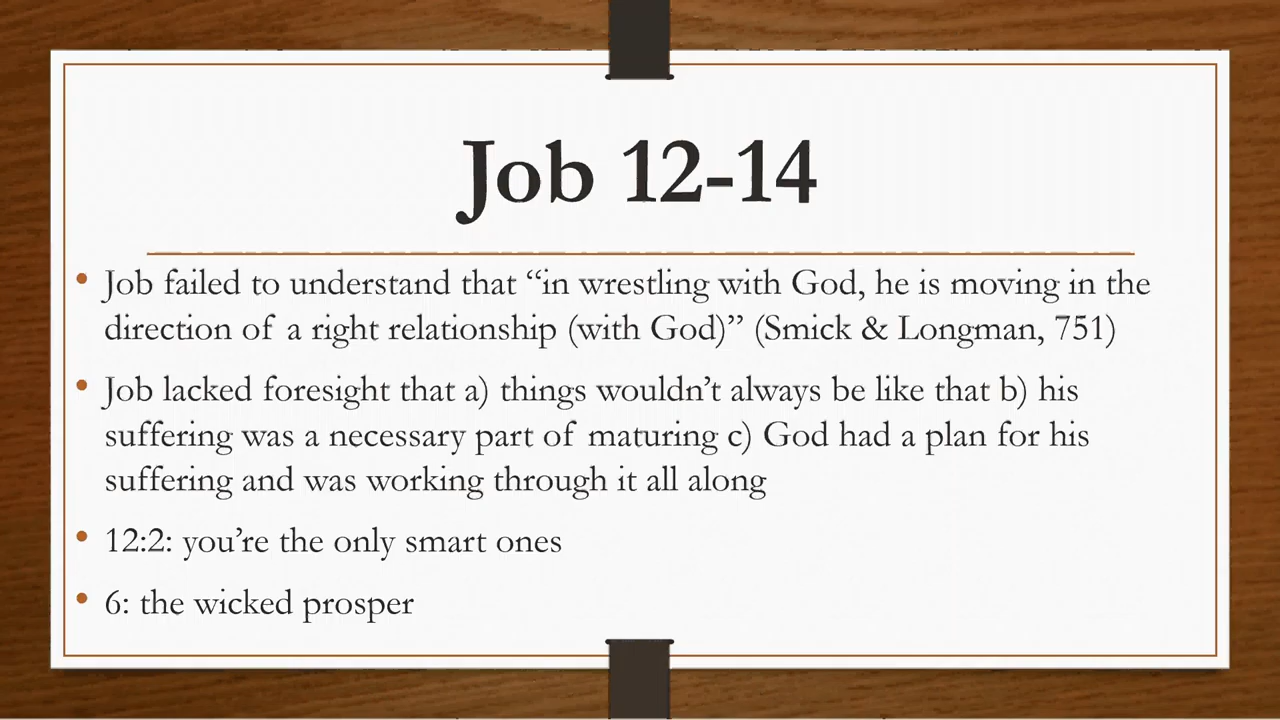 Job 12-14
• Job failed to understand that “in wrestling with God, he is moving in the
direction of a right relationship (with God)” (Smick & Longman, 751)
• Job lacked foresight that a) things wouldn’t always be like that b) his
suffering was a necessary part of maturing c) God had a plan for his
suffering and was working through it all along
• 12:2: you’re the only smart ones
• 6: the wicked prosper